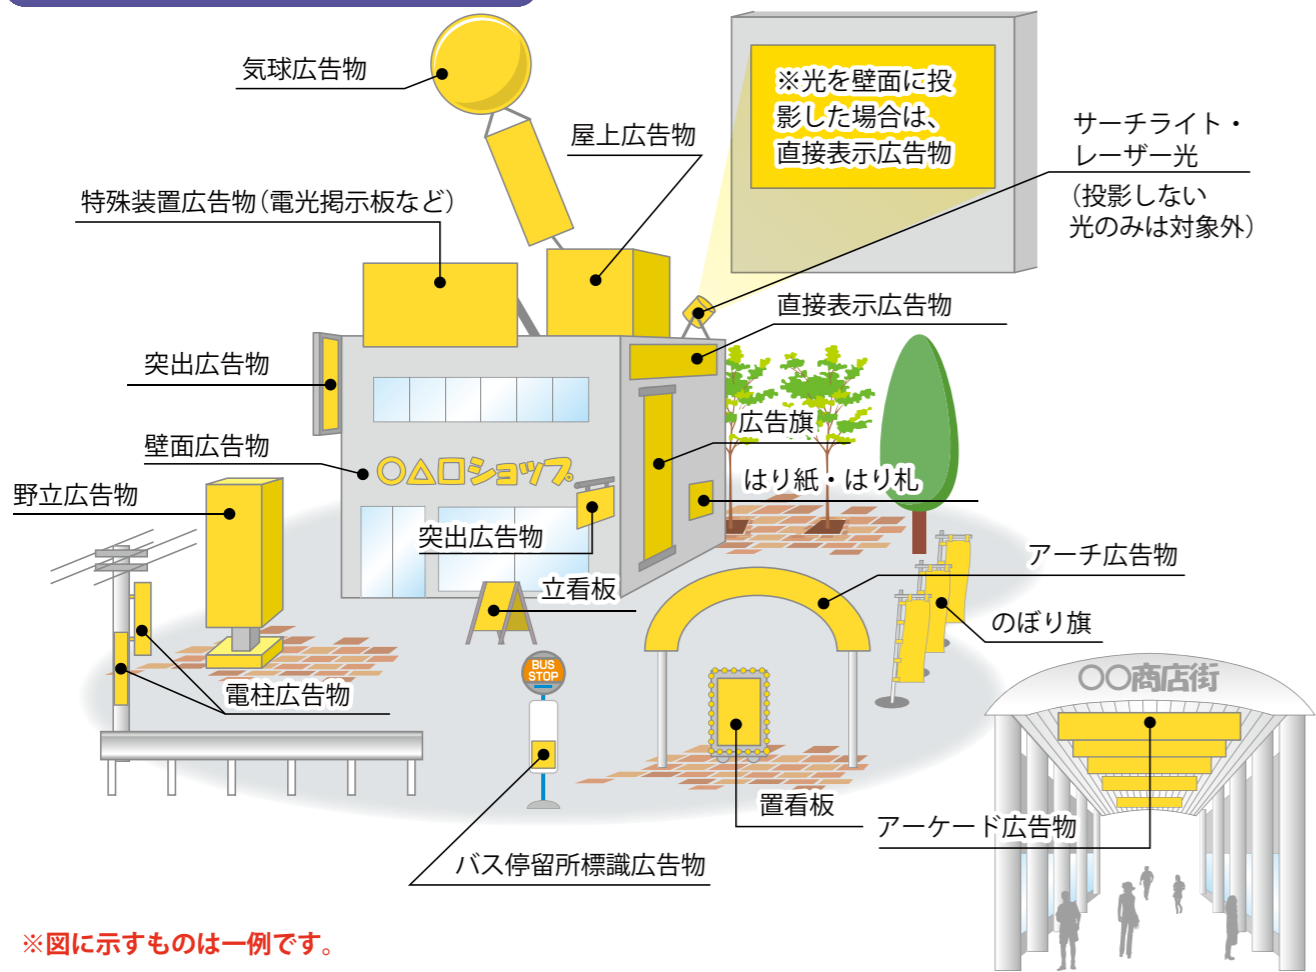 気球広告物
※光を壁面に投
影した場合は、
直接表示広告物
屋上広告物
サーチライト・
レーザー光
(投影しない
光のみは対象外)
特殊装置広告物(電光掲示板など)
直接表示広告物
突出広告物
広告旗
壁面広告物
○△□ショップ
はり紙・はり札
野立広告物
突出広告物
アーチ広告物
立看板
のぼり旗
BUS
STOP
○○商店街
電柱広告物
置看板
アーケード広告物
バス停留所標識広告物
※図に示すものは一例です。